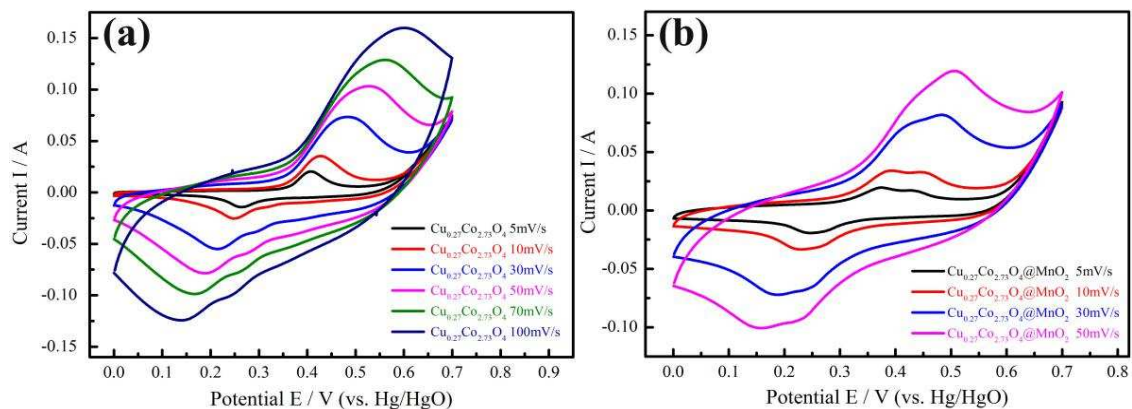 (a)
Current I / A
0.15
0.10
0.05
0.00
-0.05
-0.10
-0.15
Cu0.27Co2.73O4 5mV/s
Cu0.27Co2.73O4 10mV/s
Cu0.27Co2.73O4 30mV/s
Cu0.27Co2.73O4 50mV/s
Cu0.27Co2.73O4 70mV/s
Cu0.27Co2.73O4 100mV/s
0.0 0.1 0.2 0.3 0.4 0.5 0.6 0.7 0.8 0.9
Potential E / V (vs. Hg/HgO)
(b)
Current I / A
0.15
0.10
0.05
0.00
-0.05
-0.10
Cu0.27Co2.73O4@MnO2 5mV/s
Cu0.27Co2.73O4@MnO2 10mV/s
Cu0.27Co2.73O4@MnO2 30mV/s
Cu0.27Co2.73O4@MnO2 50mV/s
0.0 0.1 0.2 0.3 0.4 0.5 0.6 0.7 0.8
Potential E / V (vs. Hg/HgO)